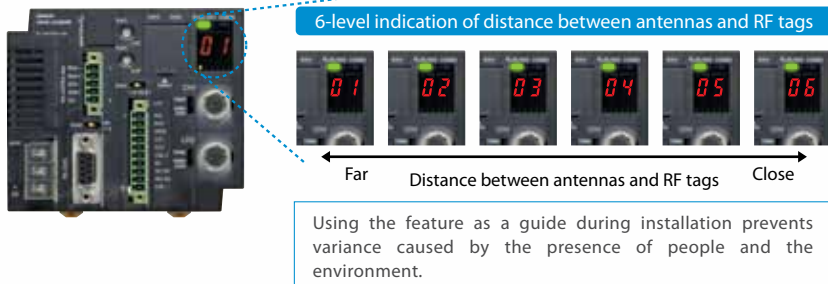 6-level indication of distance between antennas and RF tags
01
01
02
03
04
05
06
Far
Distance between antennas and RF tags
Close
Using the feature as a guide during installation prevents
variance caused by the presence of people and the
environment.